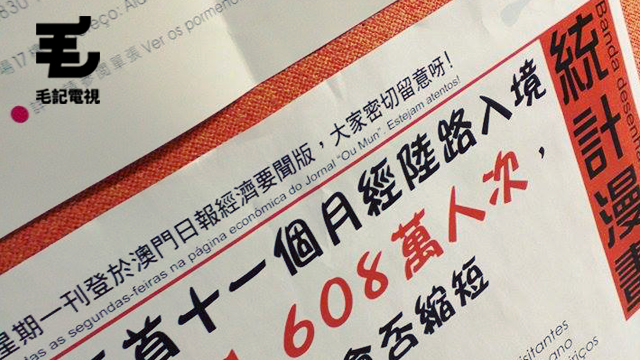 毛
毛記電視
Ver os
Banda
統計漫畫
星期一刊登於澳門日報經濟要聞版，大家密切留意呀！
as segundas-feiras na página económica do Jornal "Ou Mun". Estejam atentos!
首十一個月經陸路入境
608萬人次，
否縮短